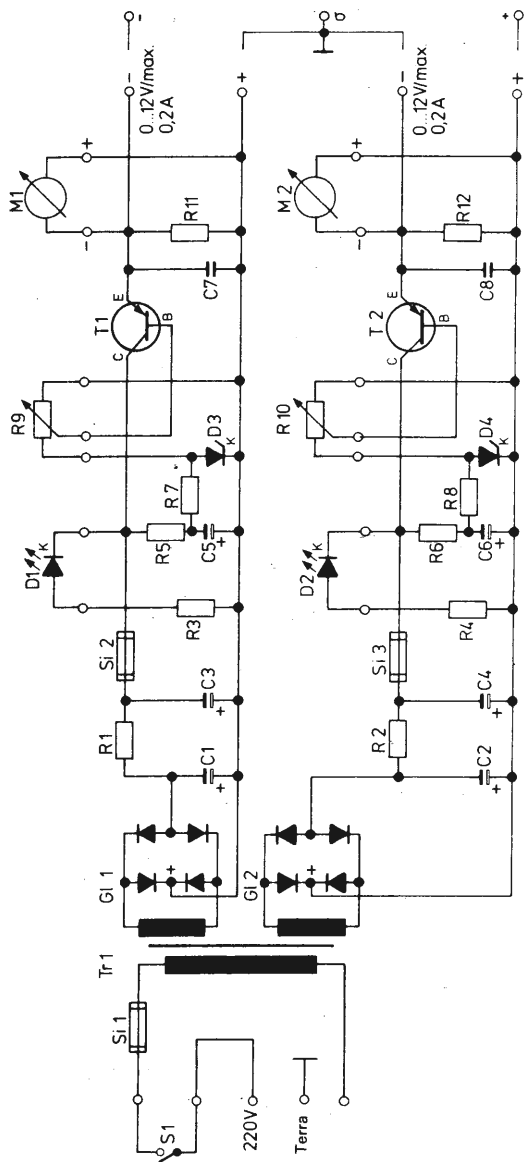 S1
220V
Terra
Si 1
Tr1
Gl 1
+
R1
C1
+
C3
+
Si 2
D1
K
R3
R5
C5
+
R7
D3
K
R9
T1
C
E
B
C7
R11
M1
-
+
-
0...12V/max.
0,2A
+
-
Gl 2
+
R2
C2
+
C4
+
Si 3
D2
K
R4
R6
C6
+
R8
D4
K
R10
T2
C
E
B
C8
R12
M2
-
+
-
0...12V/max.
0,2A
+
+